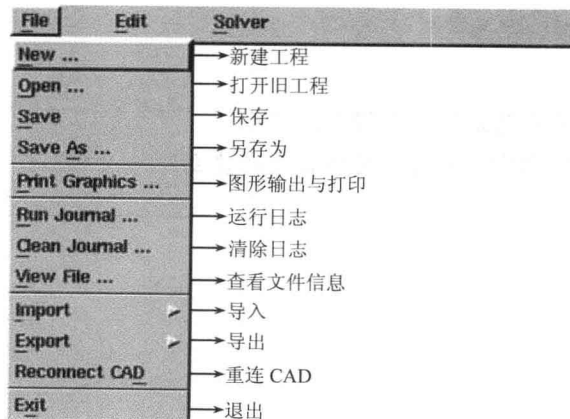 File Edit Solver
New ... 新建工程
Open ... 打开旧工程
Save 保存
Save As ... 另存为
Print Graphics ... 图形输出与打印
Run Journal ... 运行日志
Clean Journal ... 清除日志
View File ... 查看文件信息
Import 导入
Export 导出
Reconnect CAD 重连 CAD
Exit 退出